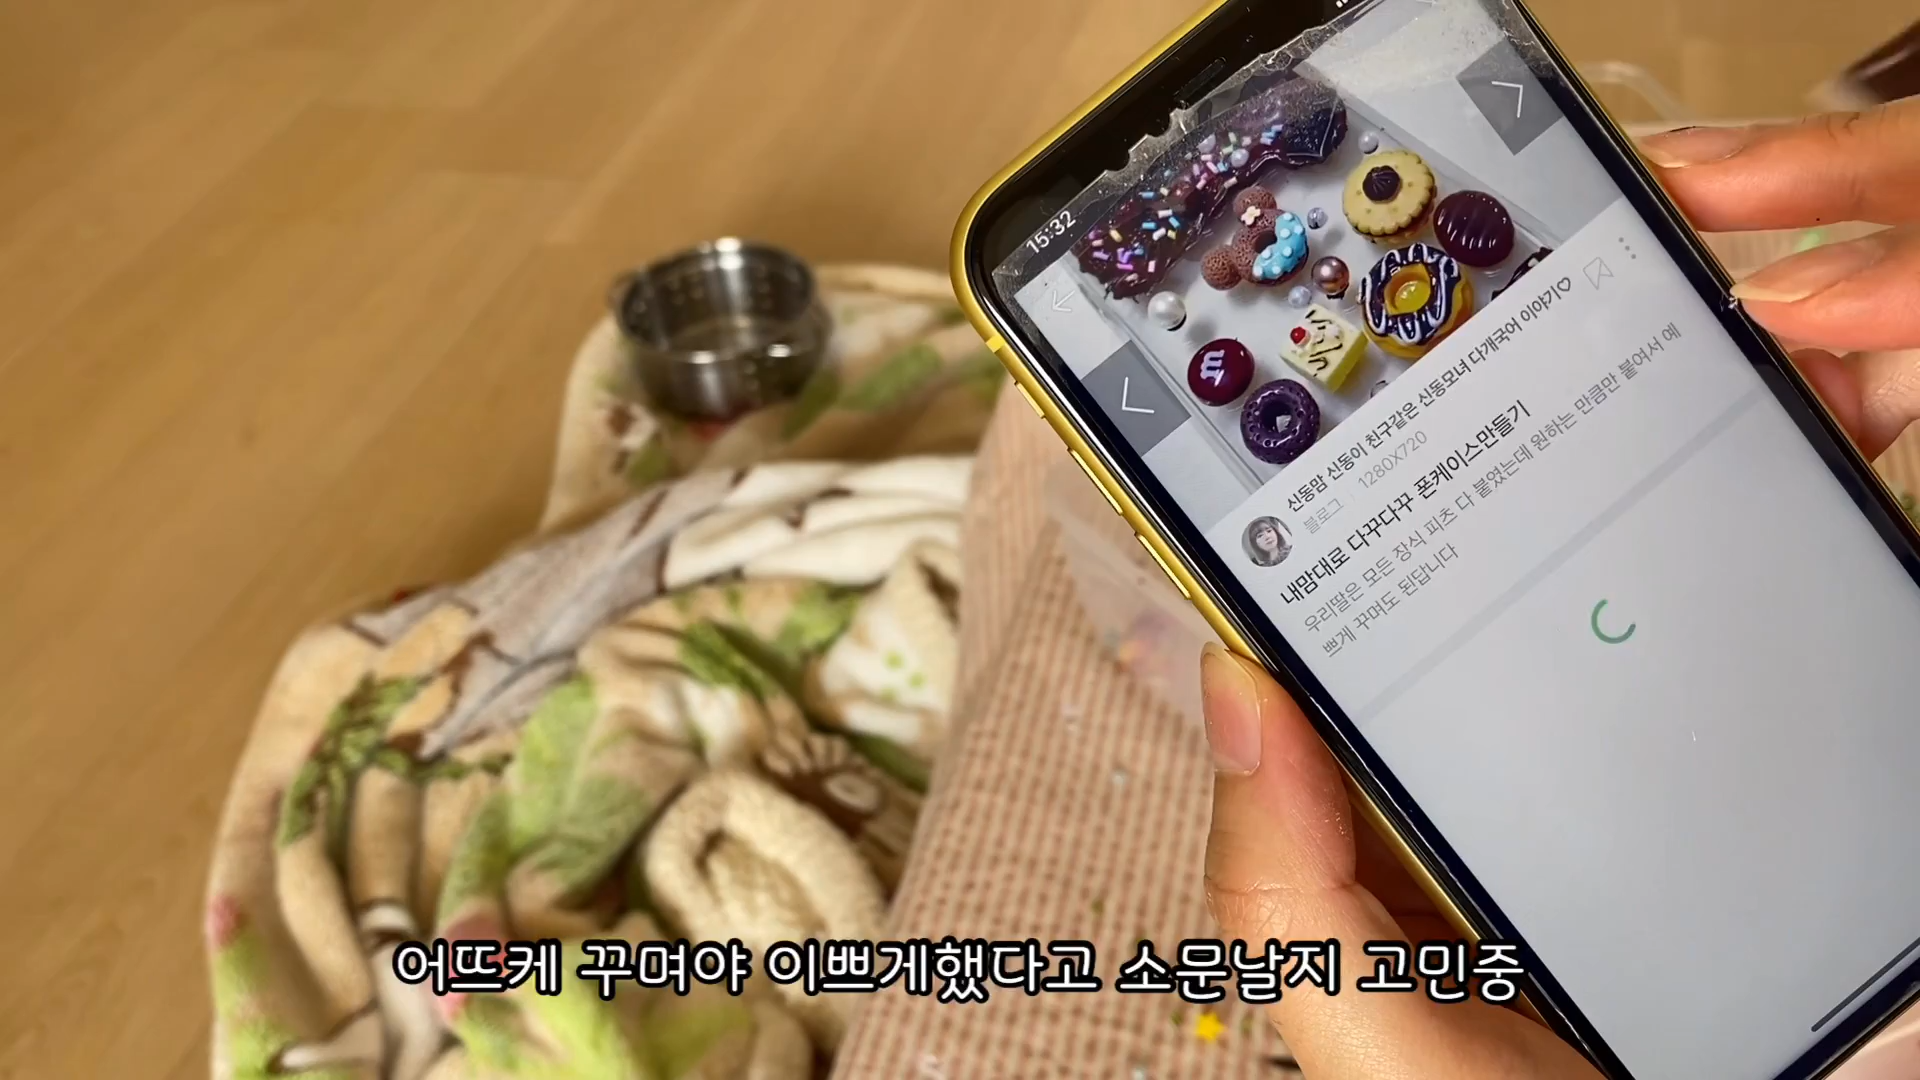 15:32
신동맘 신동이 친구같은 신동모녀 다개국어 이야기♡
블로그 | 1280X720
내맘대로 다꾸다꾸 폰케이스만들기
우리딸은 모든 장식 피츠 다 붙였는데 원하는 만큼만 붙여서 예
쁘게 꾸며도 된답니다
어뜨케 꾸며야 이쁘게했다고 소문날지 고민중